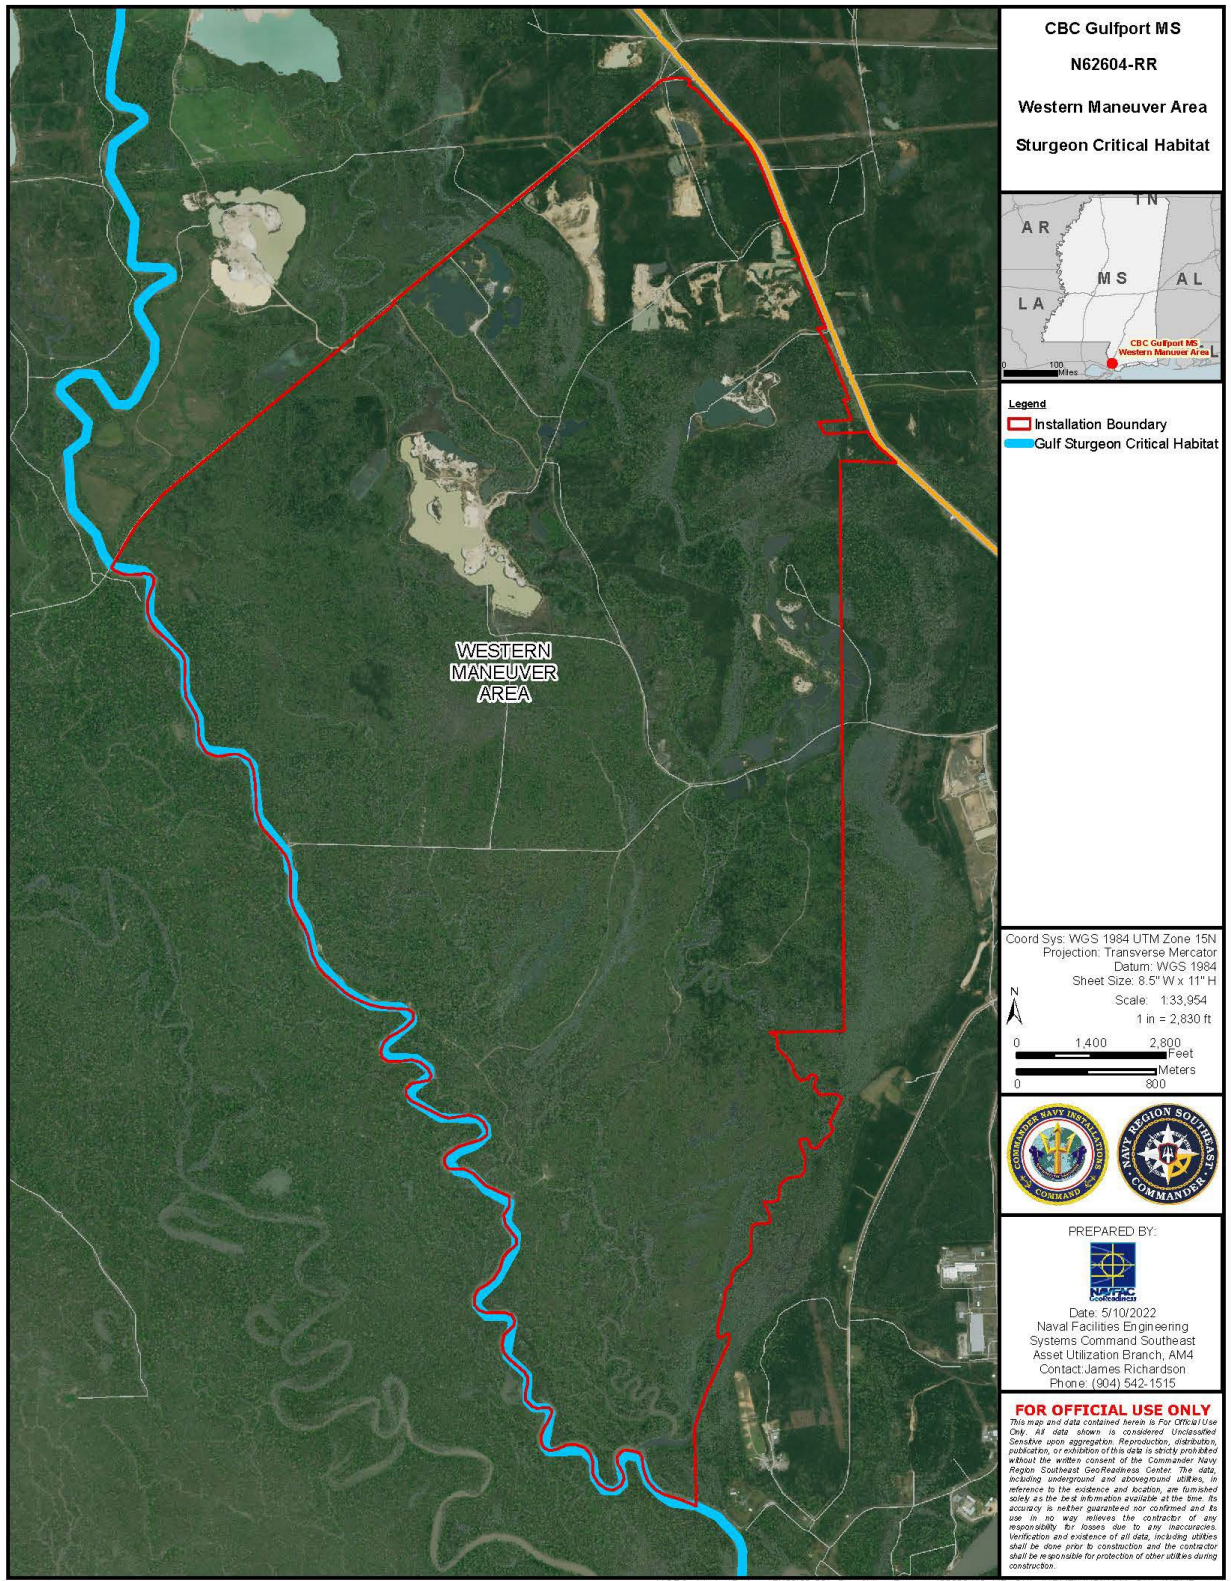 CBC Gulfport MS
N62604-RR
Western Maneuver Area
Sturgeon Critical Habitat
TN
AR
MS
AL
LA
CBC Gulfport MS
Western Manuver Area
L
0 100
Miles
Legend
Installation Boundary
Gulf Sturgeon Critical Habitat
WESTERN
MANEUVER
AREA
Coord Sys: WGS 1984 UTM Zone 15N
Projection: Transverse Mercator
Datum: WGS 1984
Sheet Size: 8.5" W x 11" H
N
Scale: 1:33,954
1 in = 2,830 ft
0 1,400 2,800
Feet
Meters
0 800
COMMANDER NAVY INSTALLATIONS
COMMAND
NAVY REGION SOUTHEAST
COMMANDER
PREPARED BY:
NAVFAC
GeoReadiness
Date: 5/10/2022
Naval Facilities Engineering
Systems Command Southeast
Asset Utilization Branch, AM4
Contact:James Richardson
Phone: (904) 542-1515
FOR OFFICIAL USE ONLY
This map and data contained herein is For Official Use
Only. All data shown is considered Unclassified
Sensitive upon aggregation. Reproduction, distribution,
publication, or exhibition of this data is strictly prohibited
without the written consent of the Commander Navy
Region Southeast GeoReadiness Center. The data,
including underground and aboveground utilities, in
reference to the existence and location, are furnished
solely as the best information available at the time. Its
accuracy is neither guaranteed nor confirmed and its
use in no way relieves the contractor of any
responsibility for losses due to any inaccuracies.
Verification and existence of all data, including utilities
shall be done prior to construction and the contractor
shall be responsible for protection of other utilities during
construction.